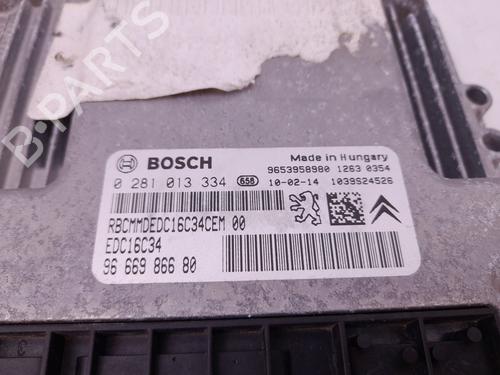 BOSCH
Made in Hungary
9653958980 1263 0354
0 281 013 334 658 10-02-14 1039S24526
RBCMMDEDC16C34CEM 00
EDC16C34
96 669 866 80
B-PARTS